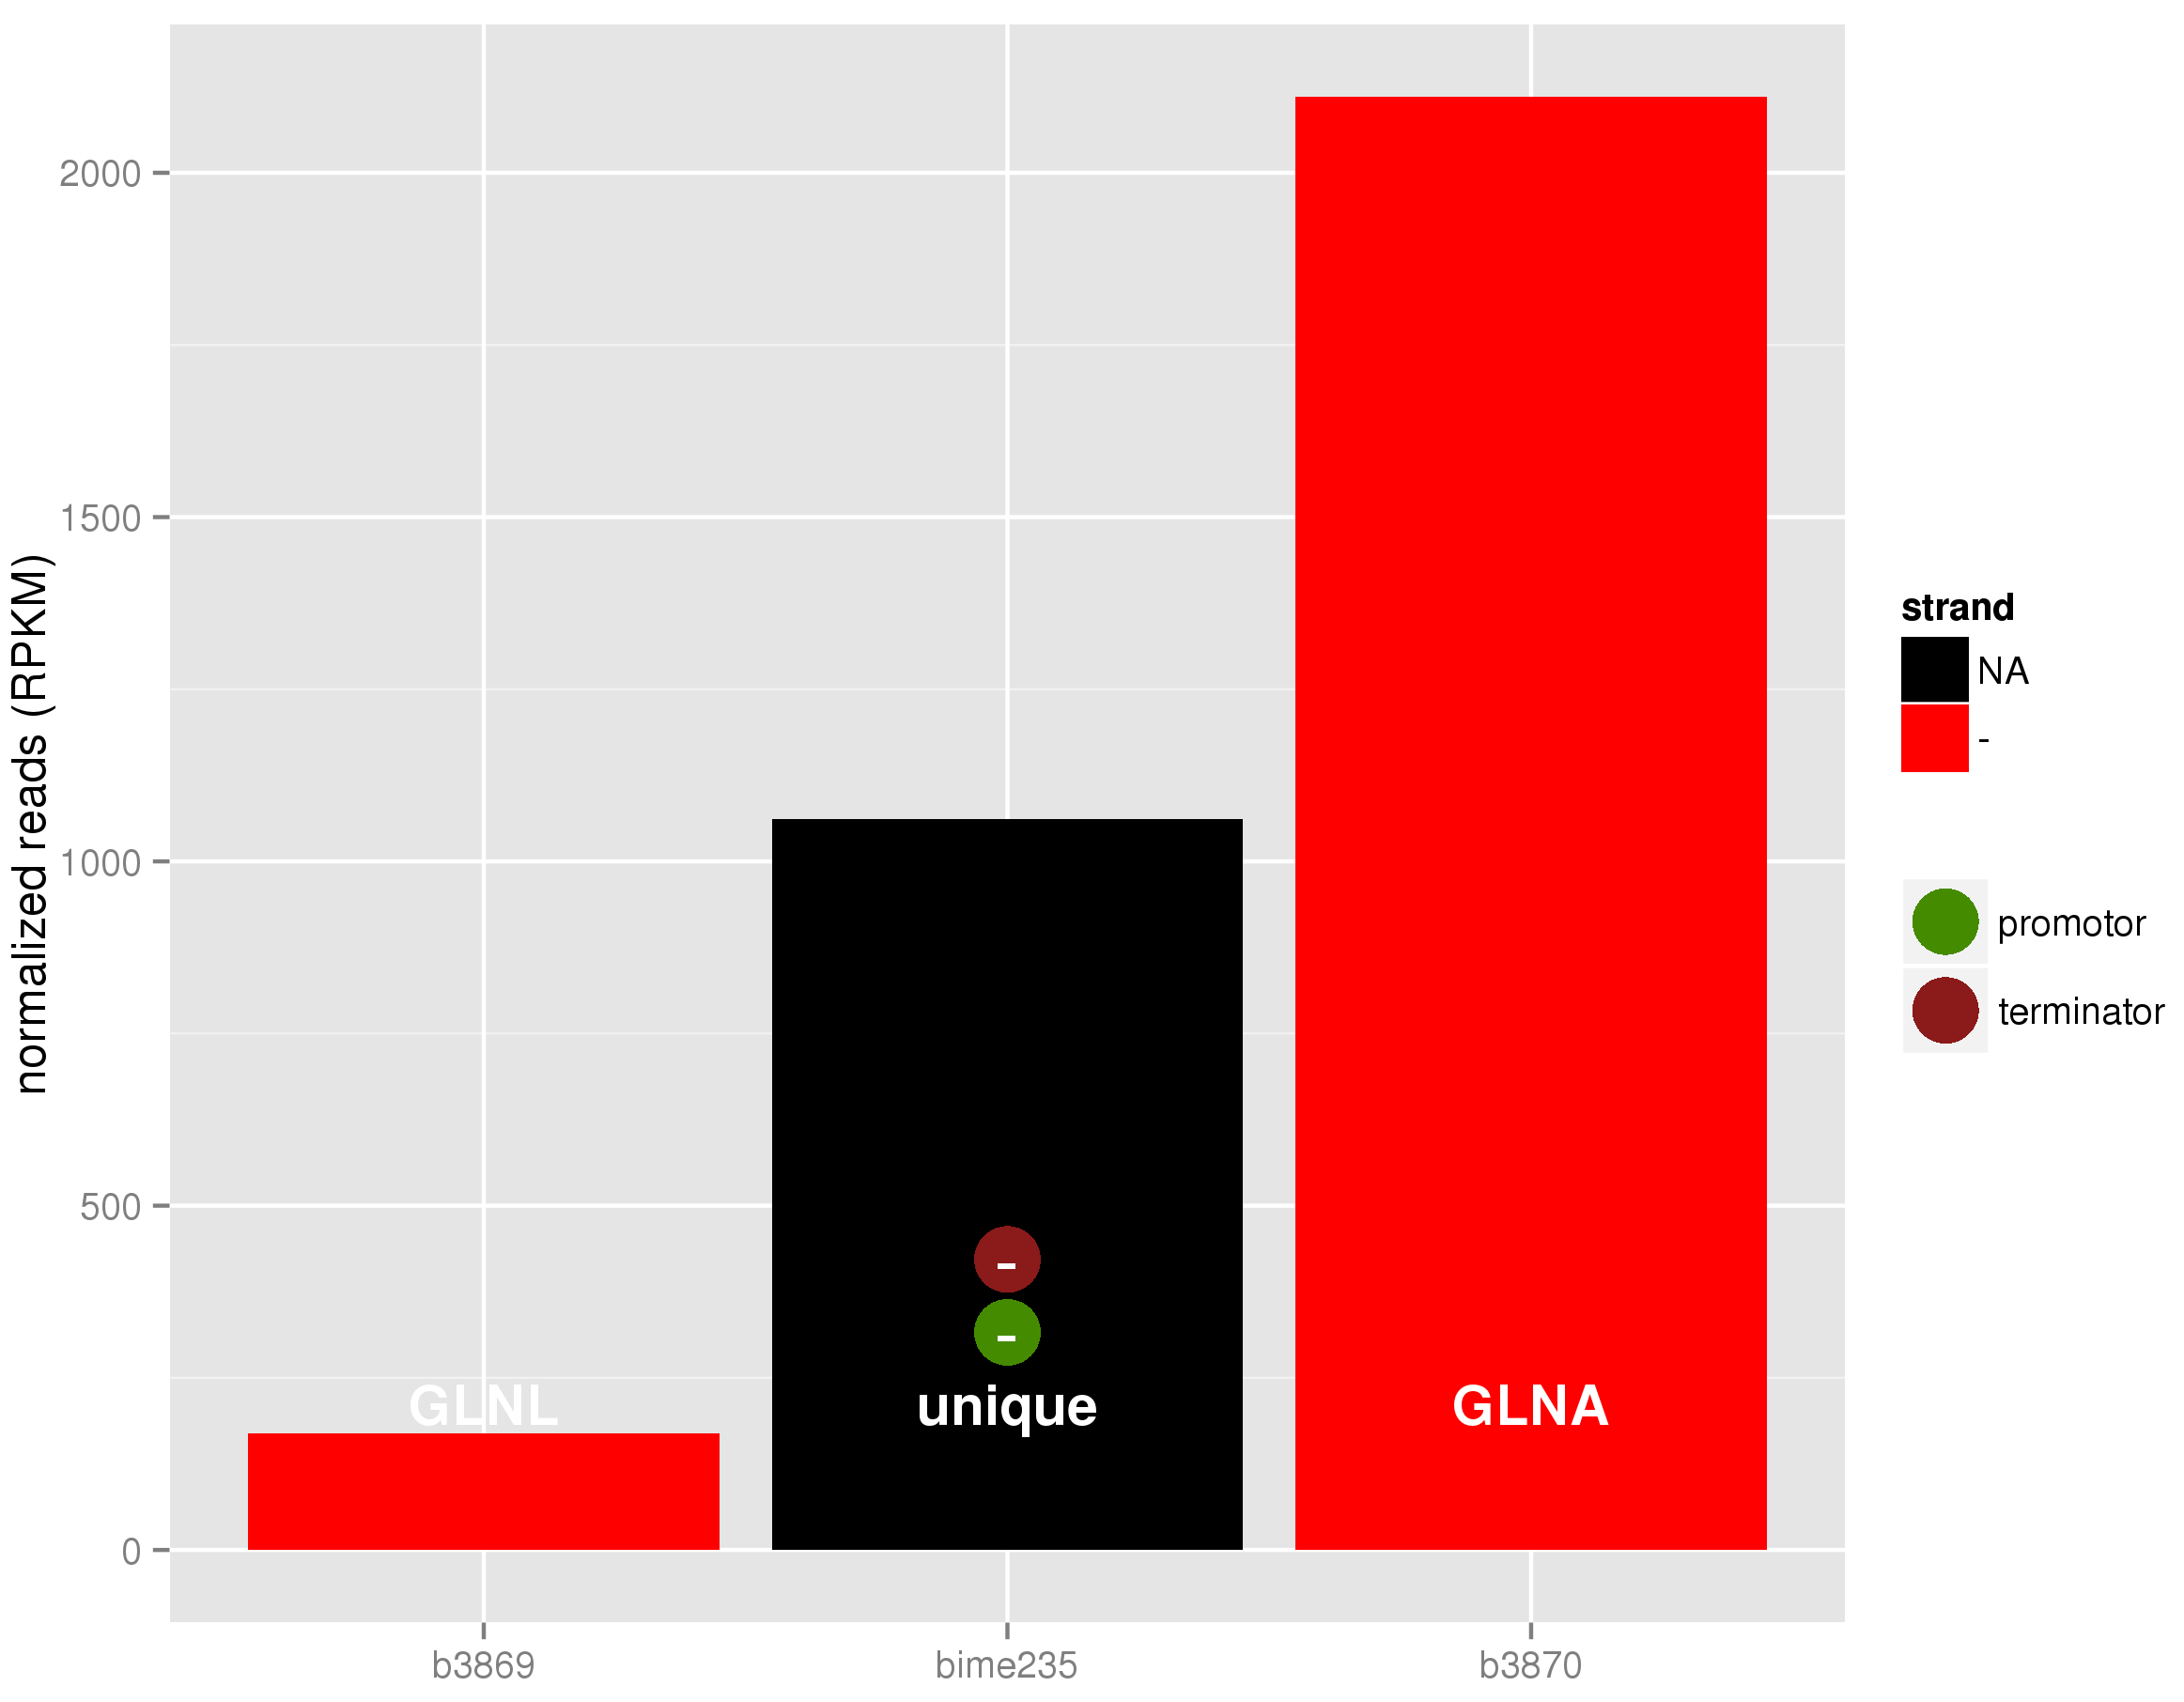 normalized reads (RPKM)
2000
1500
1000
500
0
GLNL
-
-
unique
GLNA
b3869
bime235
b3870
strand
NA
-
promotor
terminator